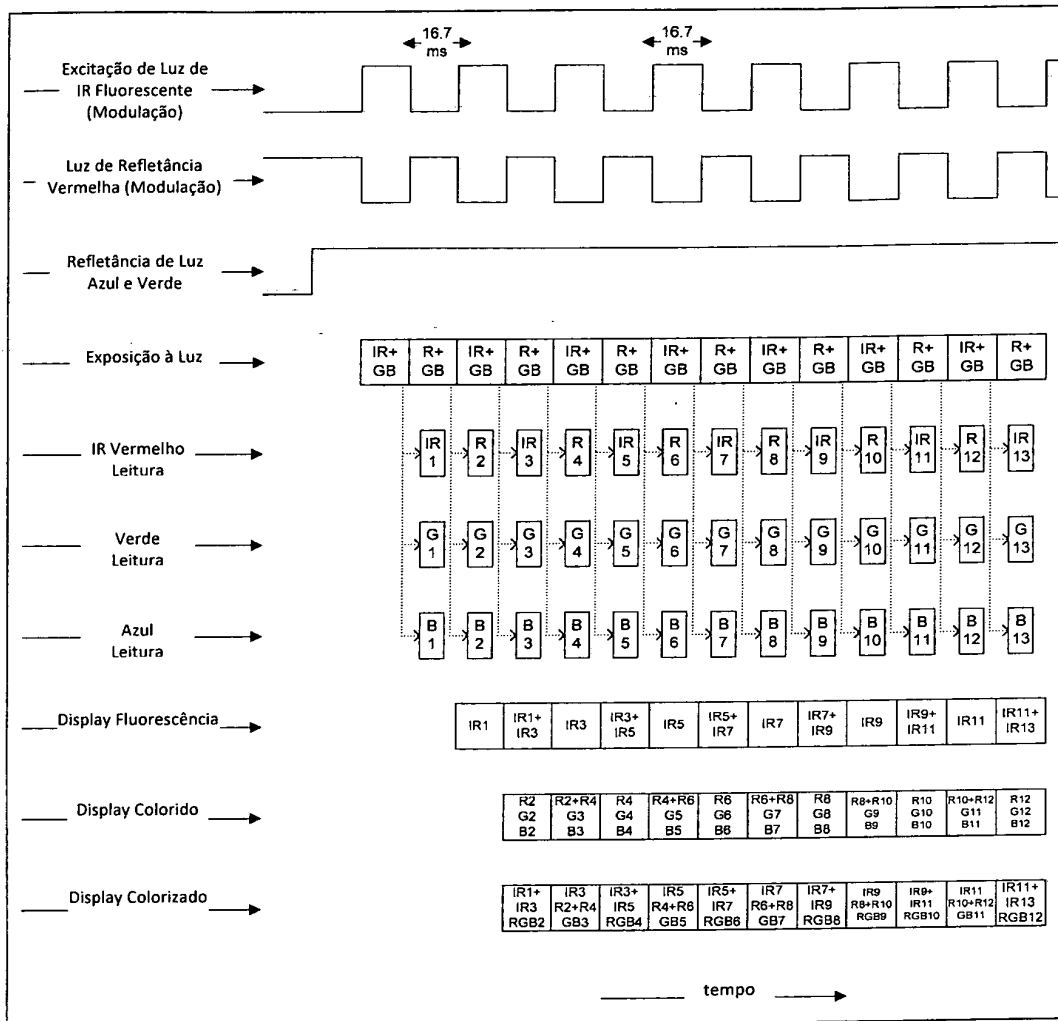 16.7
ms
16.7
ms
Excitação de Luz de
IR Fluorescente
(Modulação)
Luz de Refletância
Vermelha (Modulação)
Refletância de Luz
Azul e Verde
Exposição à Luz
IR+ R+ IR+ R+ IR+ R+ IR+ R+ IR+ R+ IR+ R+ IR+ R+
GB GB GB GB GB GB GB GB GB GB GB GB GB GB
IR Vermelho
Leitura
IR R IR R IR R IR R IR R IR R IR
1 2 3 4 5 6 7 8 9 10 11 12 13
Verde
Leitura
G G G G G G G G G G G G G
1 2 3 4 5 6 7 8 9 10 11 12 13
Azul
Leitura
B B B B B B B B B B B B B
1 2 3 4 5 6 7 8 9 10 11 12 13
Display Fluorescência
IR1 IR1+ IR3 IR3+ IR5 IR5+ IR7 IR7+ IR9 IR9+ IR11 IR11+
IR3 IR5 IR7 IR9 IR11 IR13
Display Colorido
R2 R2+R4 R4 R4+R6 R6 R6+R8 R8 R8+R10 R10 R10+R12 R12
G2 G3 G4 G5 G6 G7 G8 G9 G10 G11 G12
B2 B3 B4 B5 B6 B7 B8 B9 B10 B11 B12
Display Colorizado
IR1+ IR3 IR3+ IR5 IR5+ IR7 IR7+ IR9 IR9+ IR11 IR11+
IR3 R2+R4 IR5 R4+R6 IR7 R6+R8 IR9 R8+R10 IR11 R10+R12 IR13
RGB2 GB3 RGB4 GB5 RGB6 GB7 RGB8 RGB9 RGB10 GB11 RGB12
tempo